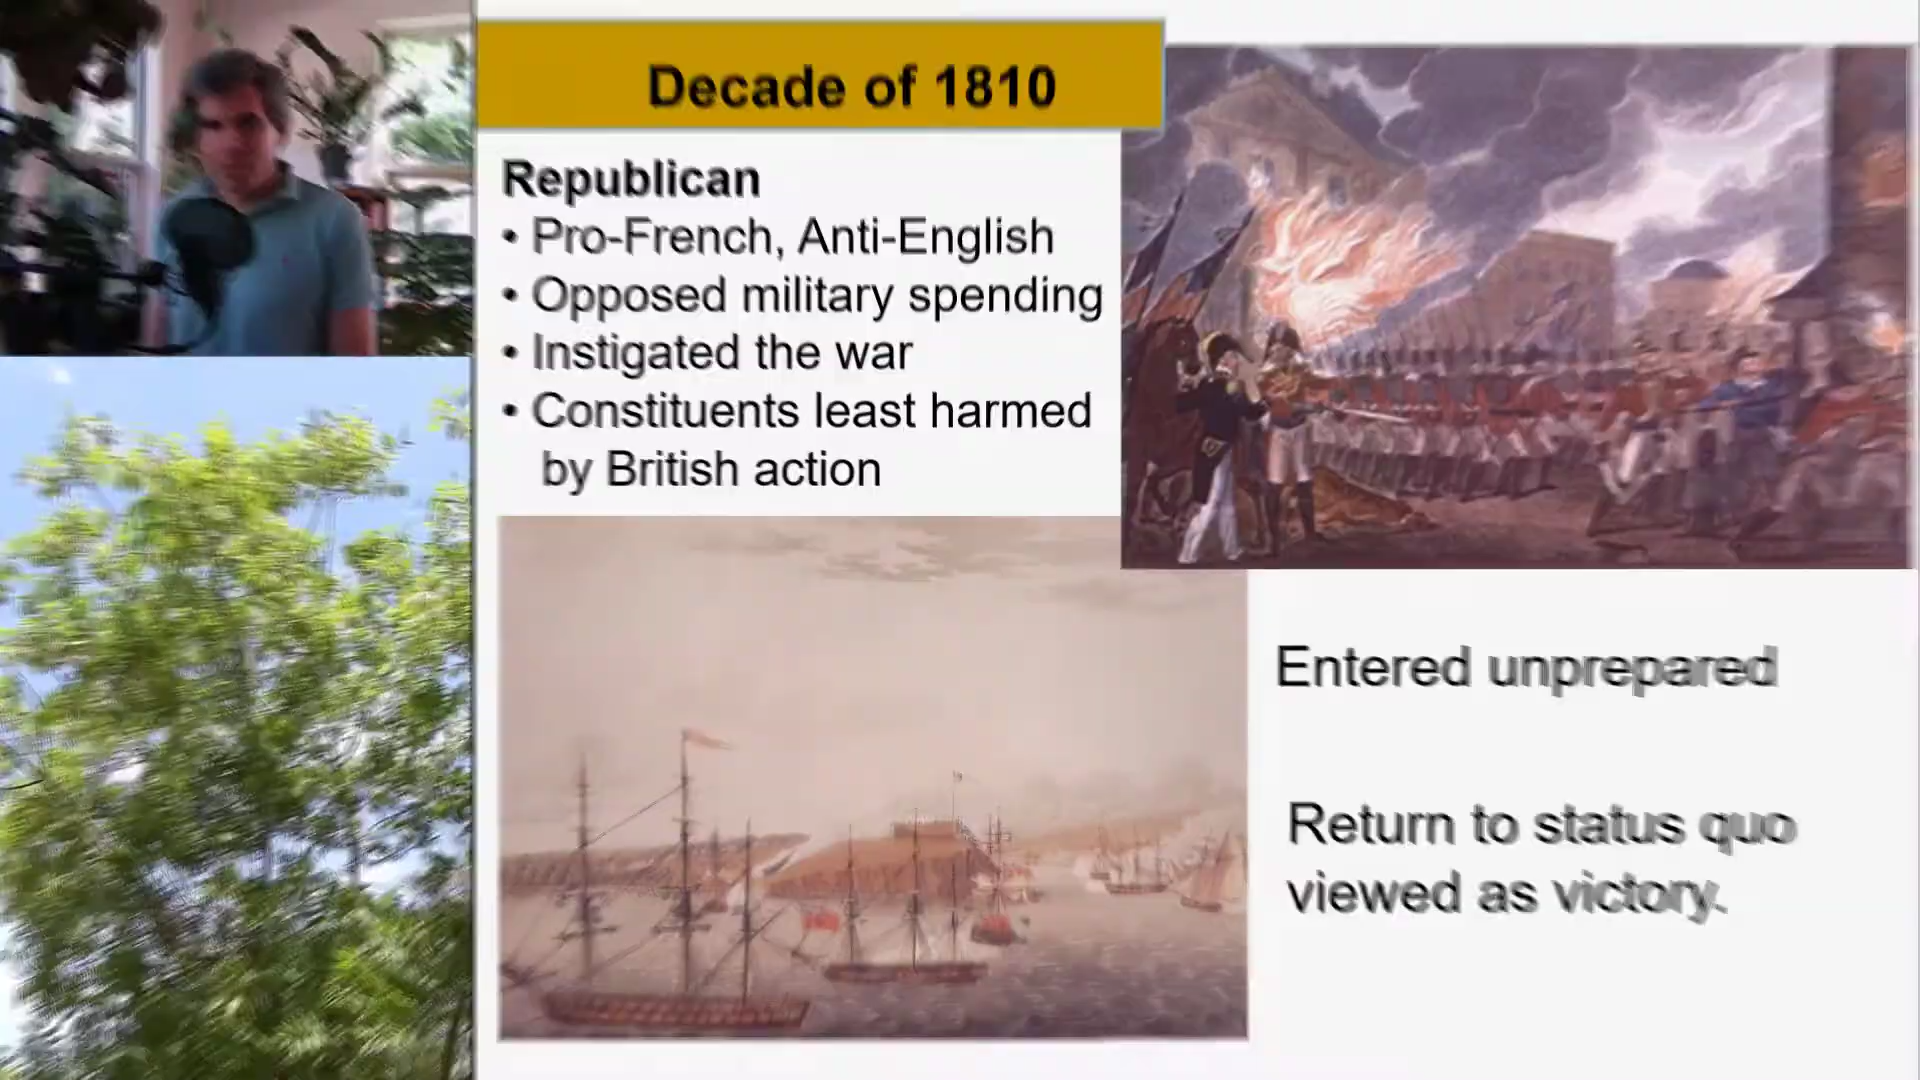 Decade of 1810
Republican
• Pro-French, Anti-English
• Opposed military spending
• Instigated the war
• Constituents least harmed
by British action
Entered unprepared
Return to status quo
viewed as victory.